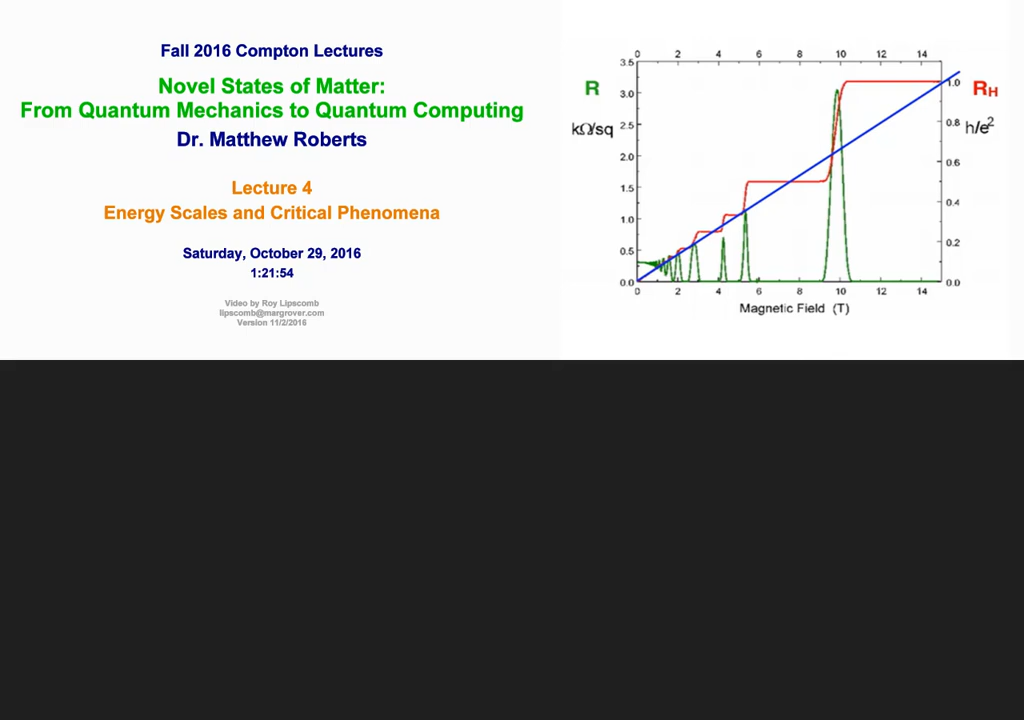 Fall 2016 Compton Lectures
Novel States of Matter:
From Quantum Mechanics to Quantum Computing
Dr. Matthew Roberts
Lecture 4
Energy Scales and Critical Phenomena
Saturday, October 29, 2016
1:21:54
Video by Roy Lipscomb
lipscomb@margrover.com
Version 11/2/2016
0 2 4 6 8 10 12 14
R
kΩ/sq
3.5
3.0
2.5
2.0
1.5
1.0
0.5
0.0
1.0
0.8
0.6
0.4
0.2
0.0
RH
h/e²
0 2 4 6 8 10 12 14
Magnetic Field (T)